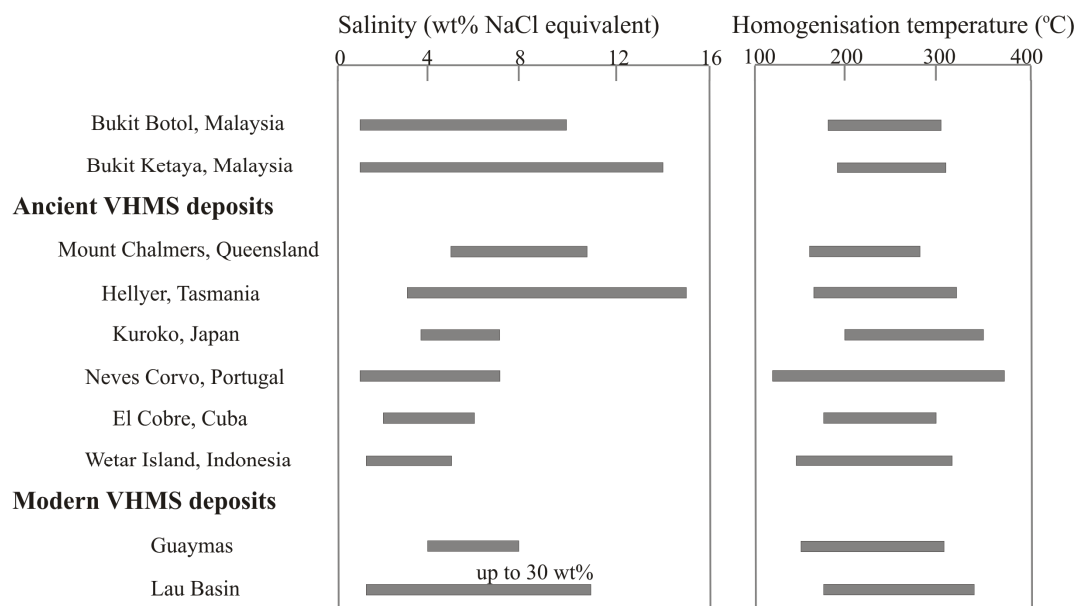 Salinity (wt% NaCl equivalent) Homogenisation temperature (ºC)
0 4 8 12 16 100 200 300 400
Bukit Botol, Malaysia
Bukit Ketaya, Malaysia
Ancient VHMS deposits
Mount Chalmers, Queensland
Hellyer, Tasmania
Kuroko, Japan
Neves Corvo, Portugal
El Cobre, Cuba
Wetar Island, Indonesia
Modern VHMS deposits
Guaymas
up to 30 wt%
Lau Basin